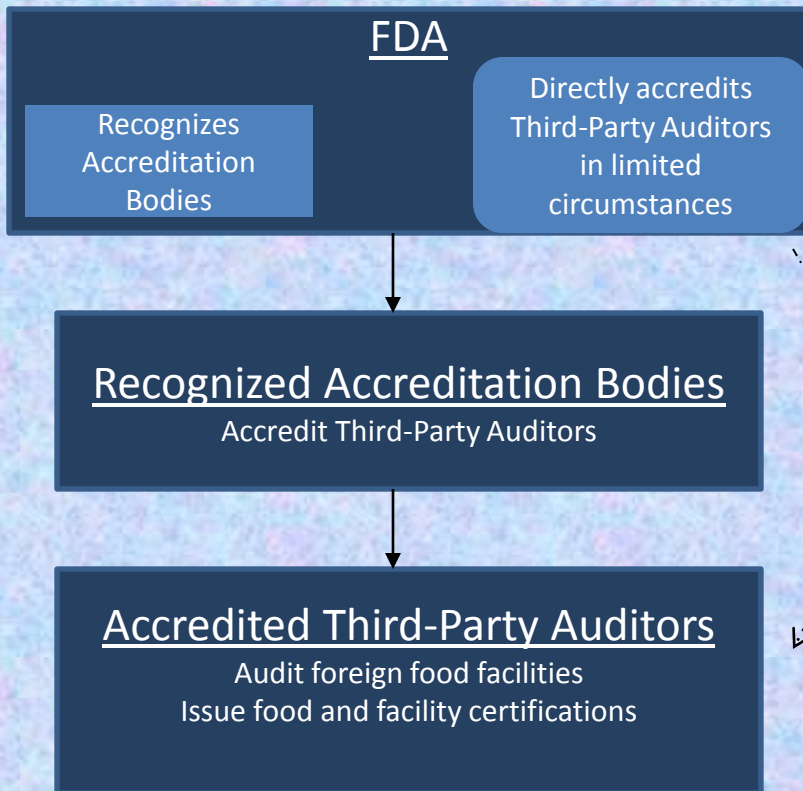 FDA
Recognizes
Accreditation
Bodies
Directly accredits
Third-Party Auditors
in limited
circumstances
Recognized Accreditation Bodies
Accredit Third-Party Auditors
Accredited Third-Party Auditors
Audit foreign food facilities
Issue food and facility certifications